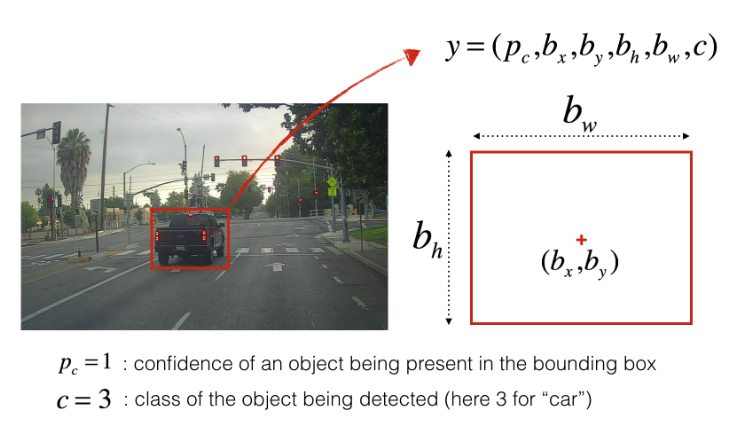 y = (p_c, b_x, b_y, b_h, b_w, c)
b_w
b_h
(b_x, b_y)
p_c = 1 : confidence of an object being present in the bounding box
c = 3 : class of the object being detected (here 3 for “car”)